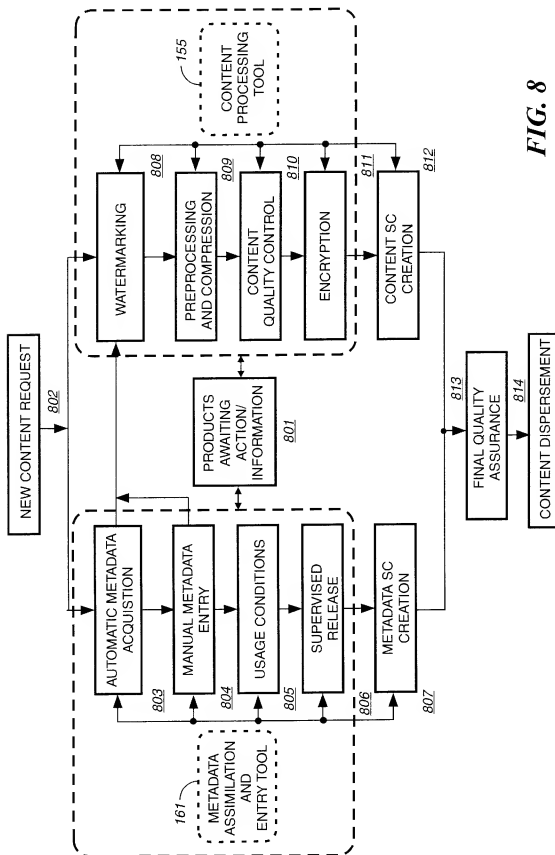 NEW CONTENT REQUEST
802
AUTOMATIC METADATA
ACQUISTION
803
MANUAL METADATA
ENTRY
804
USAGE CONDITIONS
805
SUPERVISED
RELEASE
806
METADATA SC
CREATION
807
161
METADATA
ASSIMILATION
AND
ENTRY TOOL
PRODUCTS
AWAITING
ACTION/
INFORMATION
801
WATERMARKING
808
PREPROCESSING
AND COMPRESSION
809
CONTENT
QUALITY CONTROL
810
ENCRYPTION
811
CONTENT SC
CREATION
812
155
CONTENT
PROCESSING
TOOL
813
FINAL QUALITY
ASSURANCE
814
CONTENT DISPERSEMENT
FIG. 8